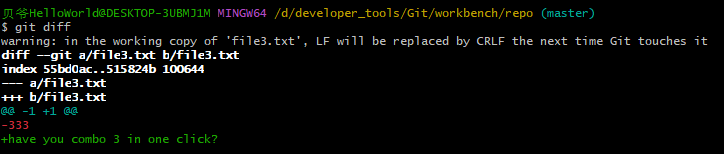 贝爷HelloWorld@DESKTOP-3UBMJ1M MINGW64 /d/developer_tools/Git/workbench/repo (master)
$ git diff
warning: in the working copy of 'file3.txt', LF will be replaced by CRLF the next time Git touches it
diff --git a/file3.txt b/file3.txt
index 55bd0ac..515824b 100644
--- a/file3.txt
+++ b/file3.txt
@@ -1 +1 @@
-333
+have you combo 3 in one click?